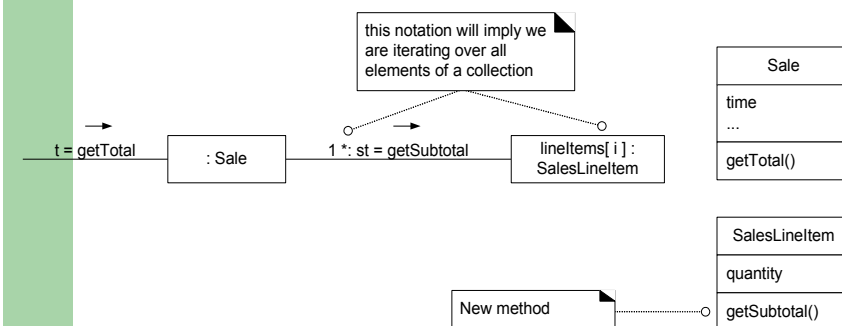 this notation will imply we
are iterating over all
elements of a collection
t = getTotal
: Sale
1 *: st = getSubtotal
lineItems[ i ] :
SalesLineItem
Sale
time
...
getTotal()
SalesLineItem
quantity
getSubtotal()
New method